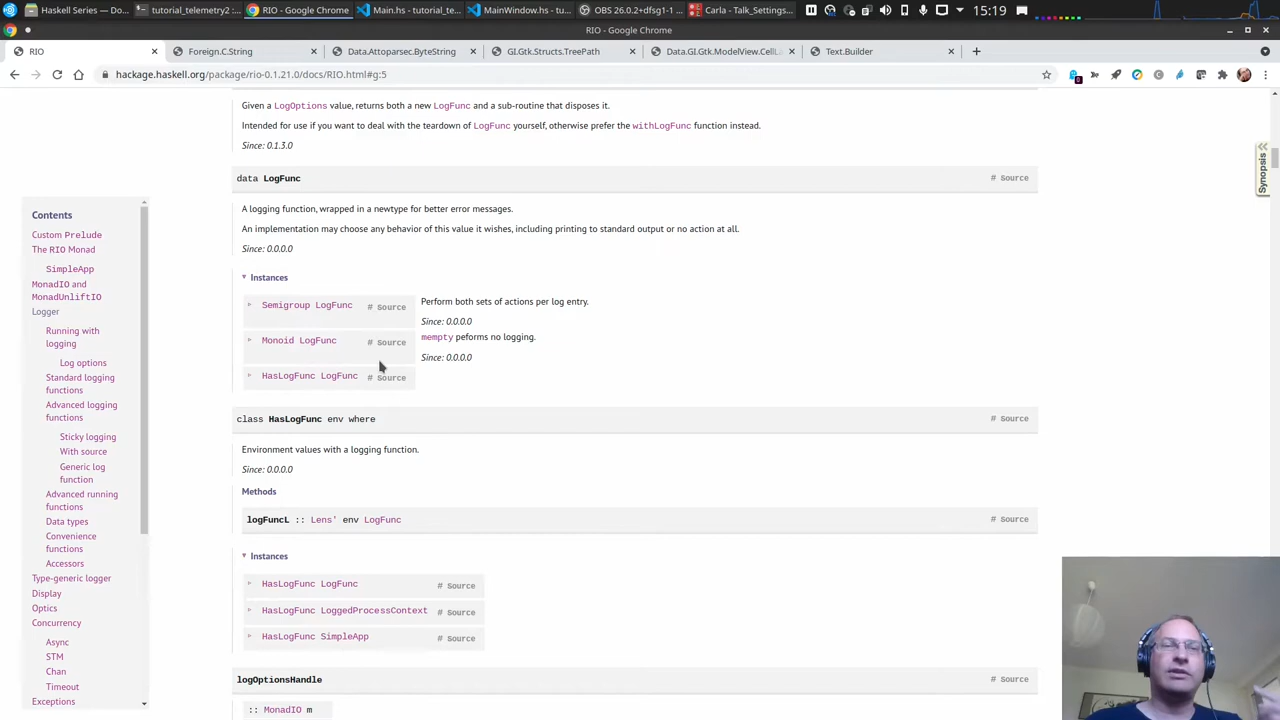 Haskell Series — Do...
tutorial_telemetry2 : ...
RIO - Google Chrome
Main.hs - tutorial_te...
MainWindow.hs - tu...
OBS 26.0.2+dfsg1-1 ...
Carla - Talk_Settings...
15:19
RIO - Google Chrome
RIO
Foreign.C.String
Data.Attoparsec.ByteString
GI.Gtk.Structs.TreePath
Data.GI.Gtk.ModelView.CellL
Text.Builder
hackage.haskell.org/package/rio-0.1.21.0/docs/RIO.html#g:5
Given a LogOptions value, returns both a new LogFunc and a sub-routine that disposes it.
Intended for use if you want to deal with the teardown of LogFunc yourself, otherwise prefer the withLogFunc function instead.
Since: 0.1.3.0
data LogFunc
# Source
A logging function, wrapped in a newtype for better error messages.
An implementation may choose any behavior of this value it wishes, including printing to standard output or no action at all.
Since: 0.0.0.0
Instances
Semigroup LogFunc # Source Perform both sets of actions per log entry.
Since: 0.0.0.0
Monoid LogFunc # Source mempty peforms no logging.
Since: 0.0.0.0
HasLogFunc LogFunc # Source
class HasLogFunc env where
# Source
Environment values with a logging function.
Since: 0.0.0.0
Methods
logFuncL :: Lens' env LogFunc
# Source
Instances
HasLogFunc LogFunc # Source
HasLogFunc LoggedProcessContext # Source
HasLogFunc SimpleApp # Source
logOptionsHandle
# Source
:: MonadIO m
Contents
Custom Prelude
The RIO Monad
SimpleApp
MonadIO and
MonadUnliftIO
Logger
Running with
logging
Log options
Standard logging
functions
Advanced logging
functions
Sticky logging
With source
Generic log
function
Advanced running
functions
Data types
Convenience
functions
Accessors
Type-generic logger
Display
Optics
Concurrency
Async
STM
Chan
Timeout
Exceptions
Synopsis